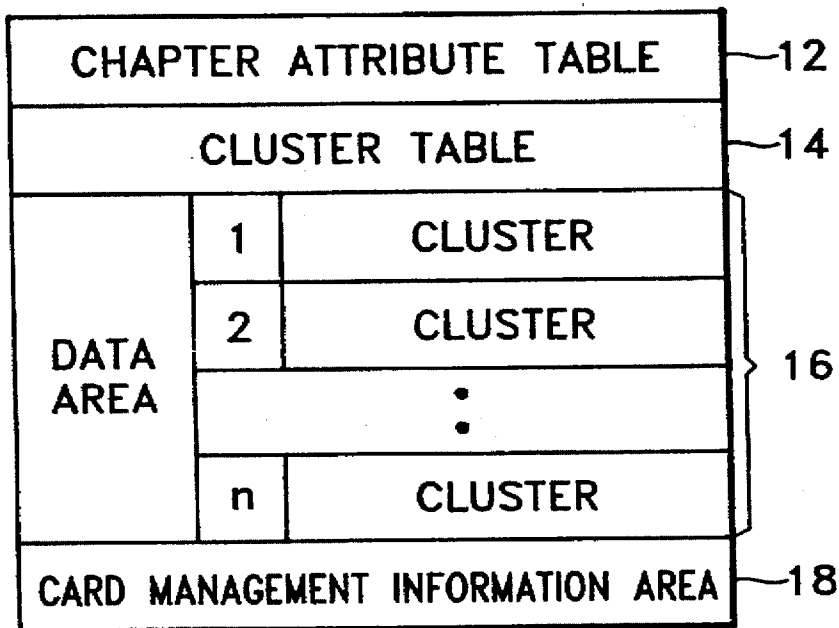 CHAPTER ATTRIBUTE TABLE 12
CLUSTER TABLE 14
1 CLUSTER
2 CLUSTER
DATA
AREA
16
n CLUSTER
CARD MANAGEMENT INFORMATION AREA 18